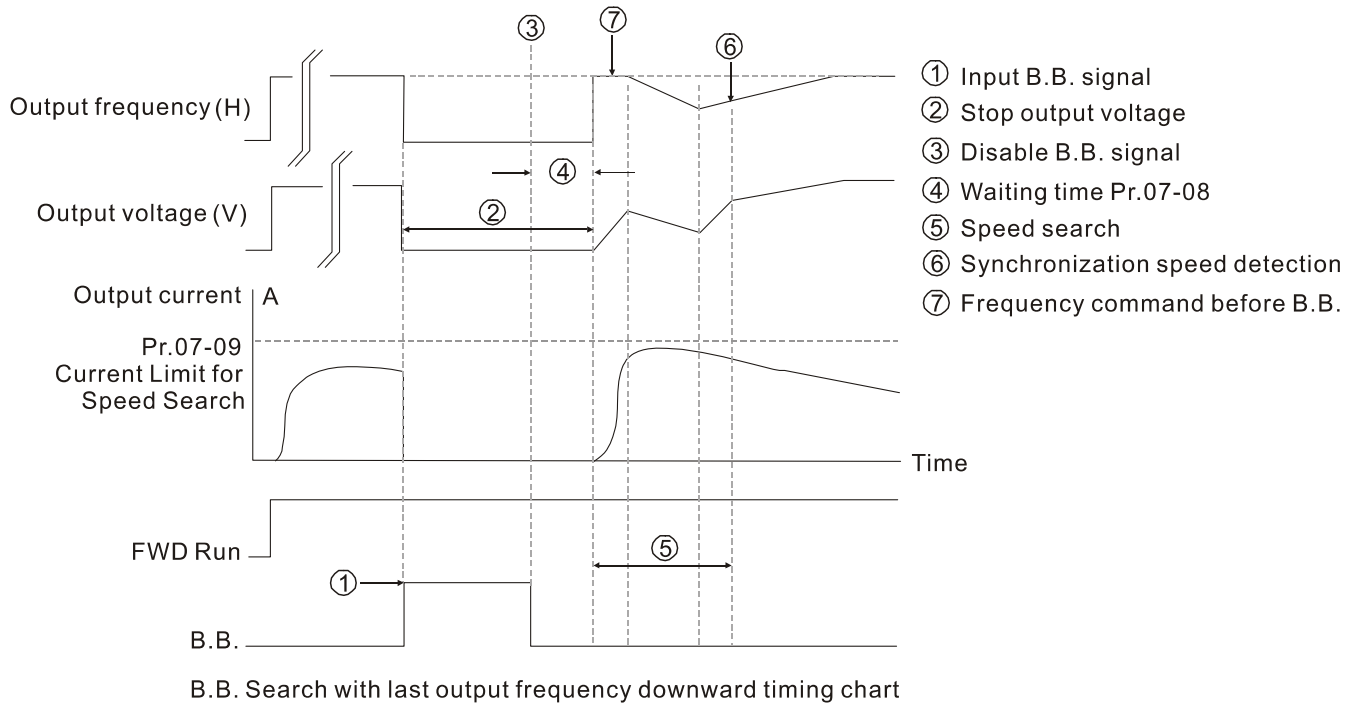 ③
⑦
⑥
Output frequency (H)
④
Output voltage (V)
②
Output current
A
Pr.07-09
Current Limit for
Speed Search
Time
FWD Run
⑤
①
B.B.
B.B. Search with last output frequency downward timing chart
① Input B.B. signal
② Stop output voltage
③ Disable B.B. signal
④ Waiting time Pr.07-08
⑤ Speed search
⑥ Synchronization speed detection
⑦ Frequency command before B.B.